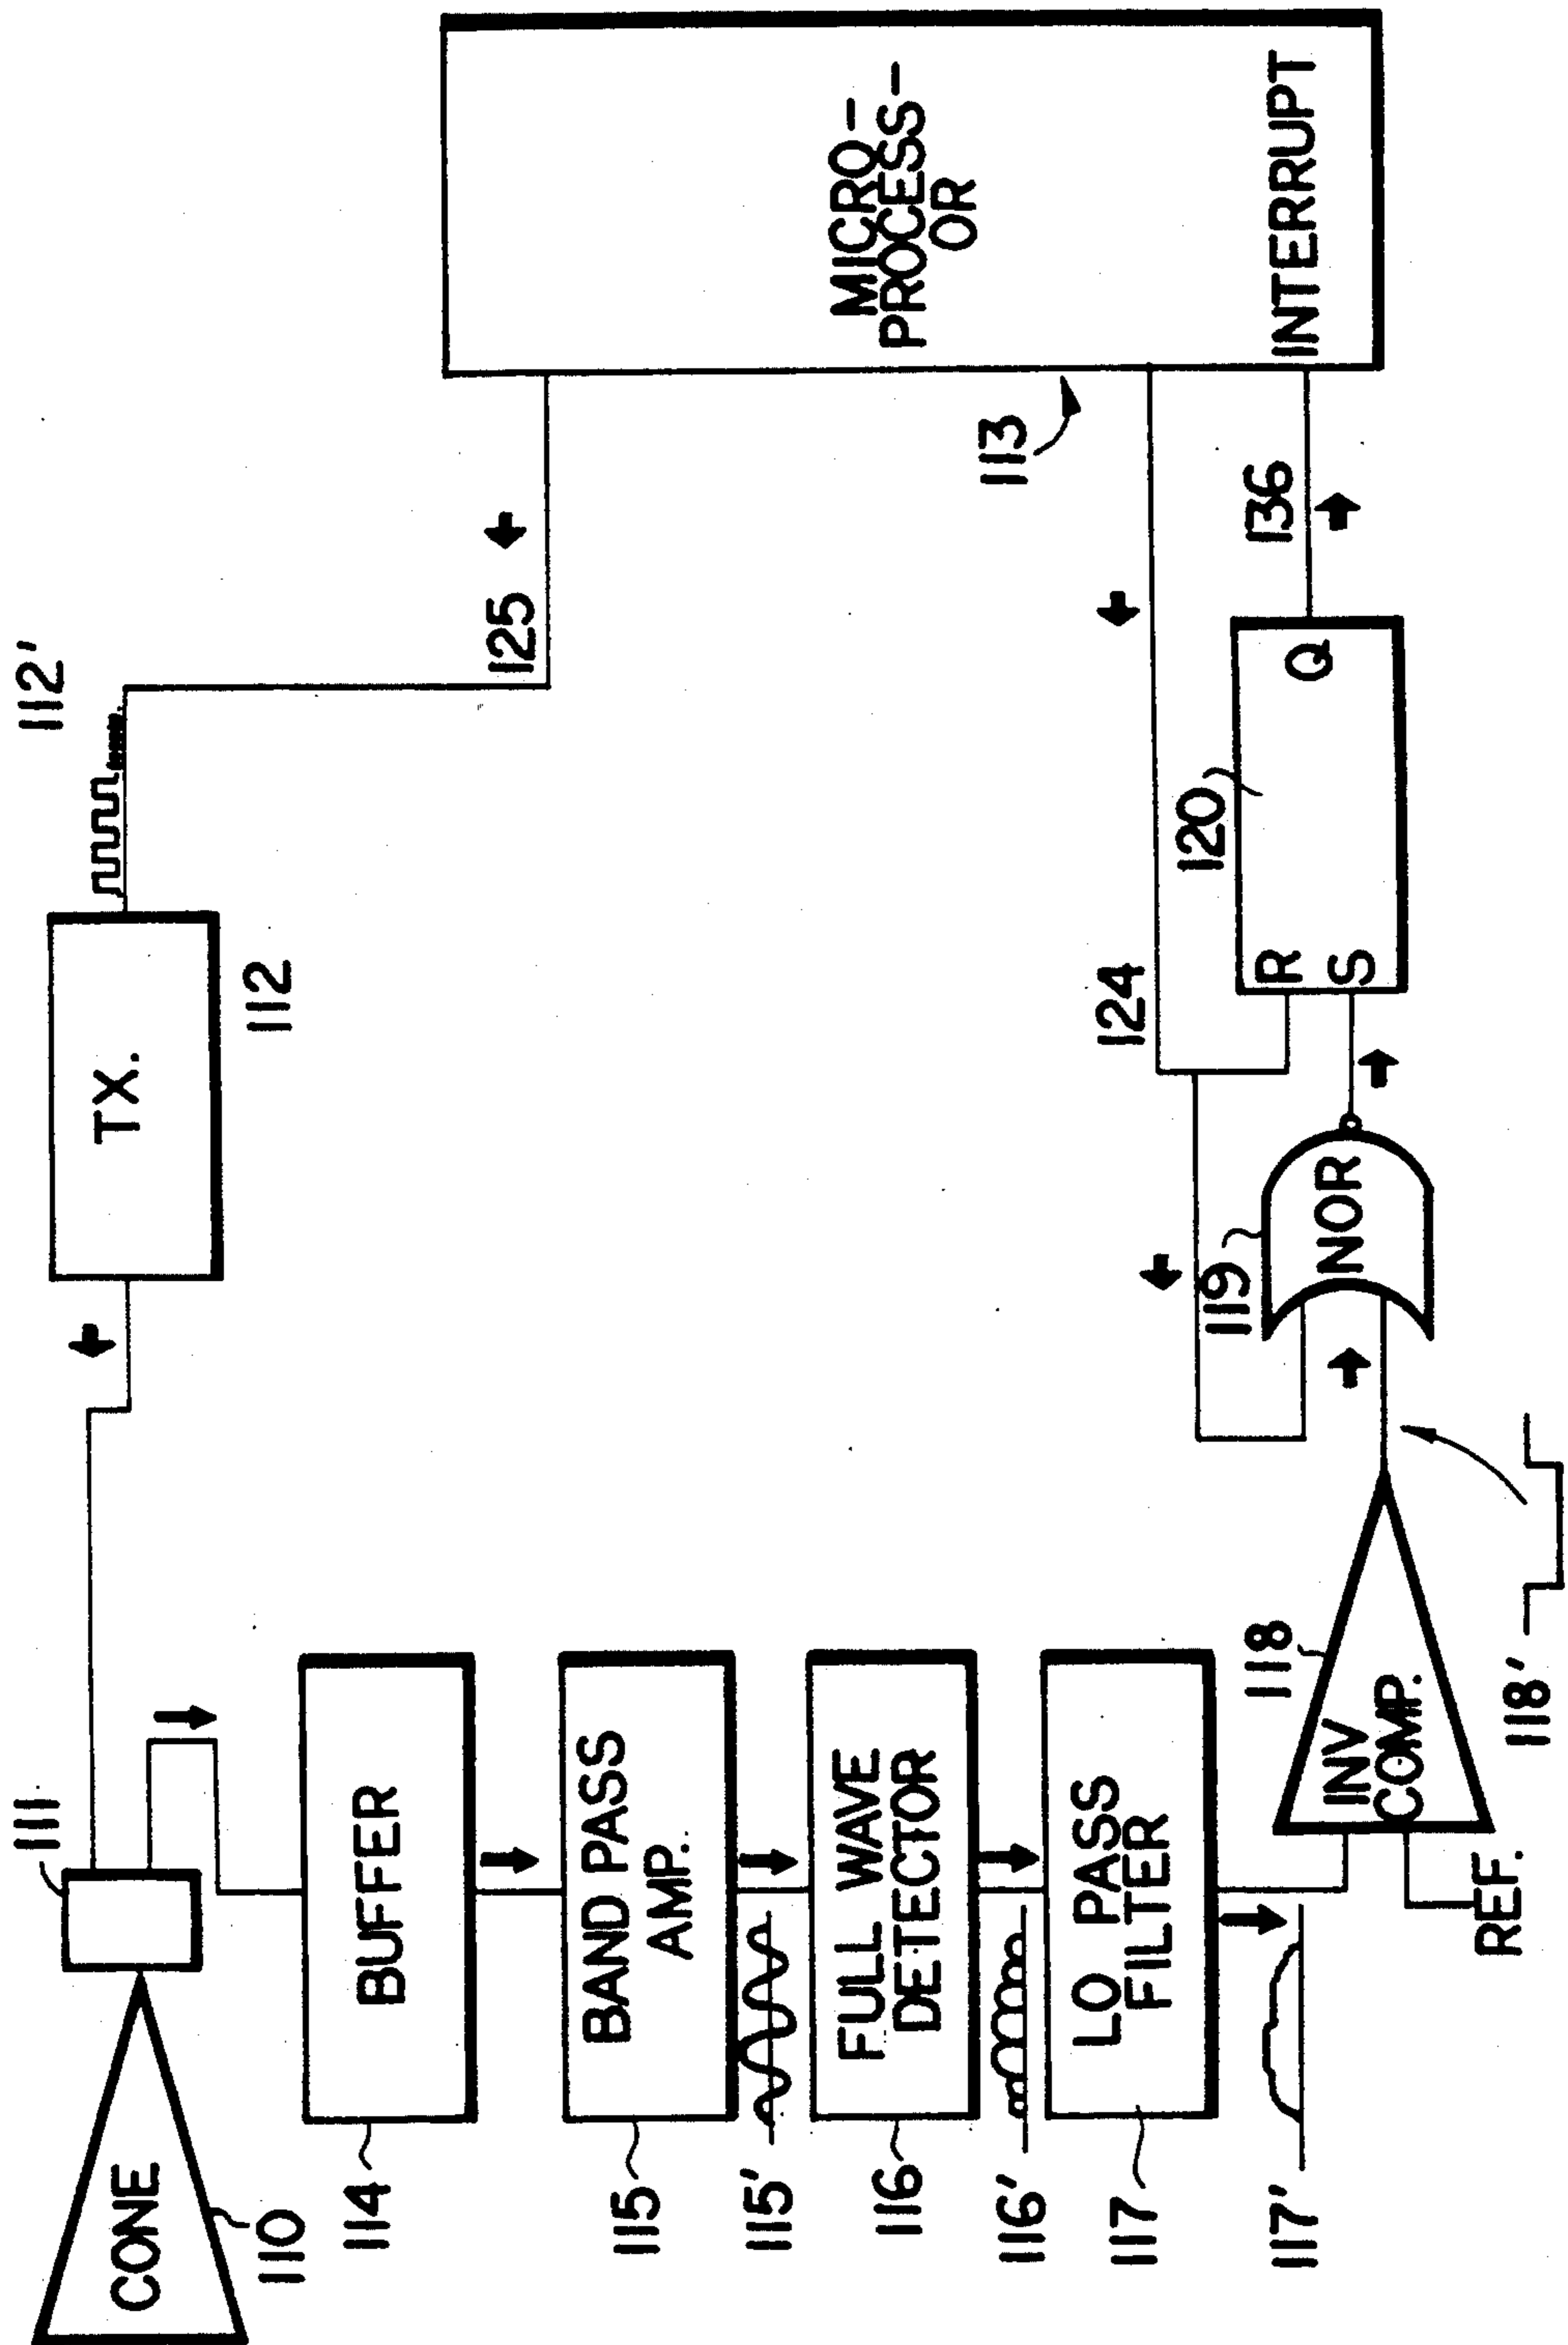 CONE
110
111
TX.
112
112'
125
MICRO-
PROCESS-
OR
INTERRUPT
113
BUFFER
114
BAND PASS
AMP.
115
115'
FULL WAVE
DETECTOR
116
116'
LO PASS
FILTER
117
117'
INV
COMP.
118
REF.
118'
NOR
119
124
R
S
Q
120
136